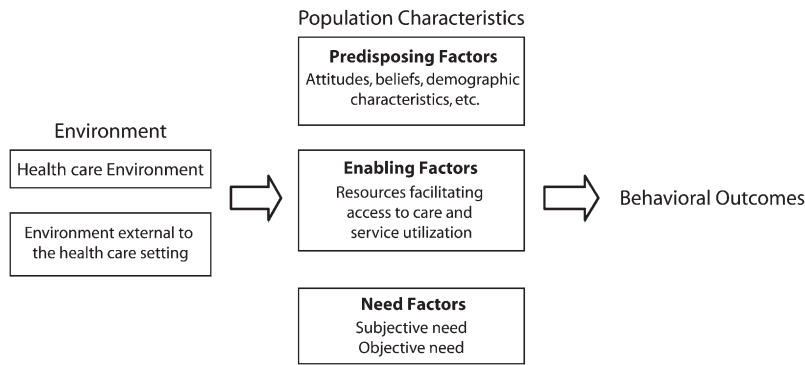 Population Characteristics
Predisposing Factors
Attitudes, beliefs, demographic
characteristics, etc.
Environment
Health care Environment
Environment external to
the health care setting
Enabling Factors
Resources facilitating
access to care and
service utilization
Behavioral Outcomes
Need Factors
Subjective need
Objective need